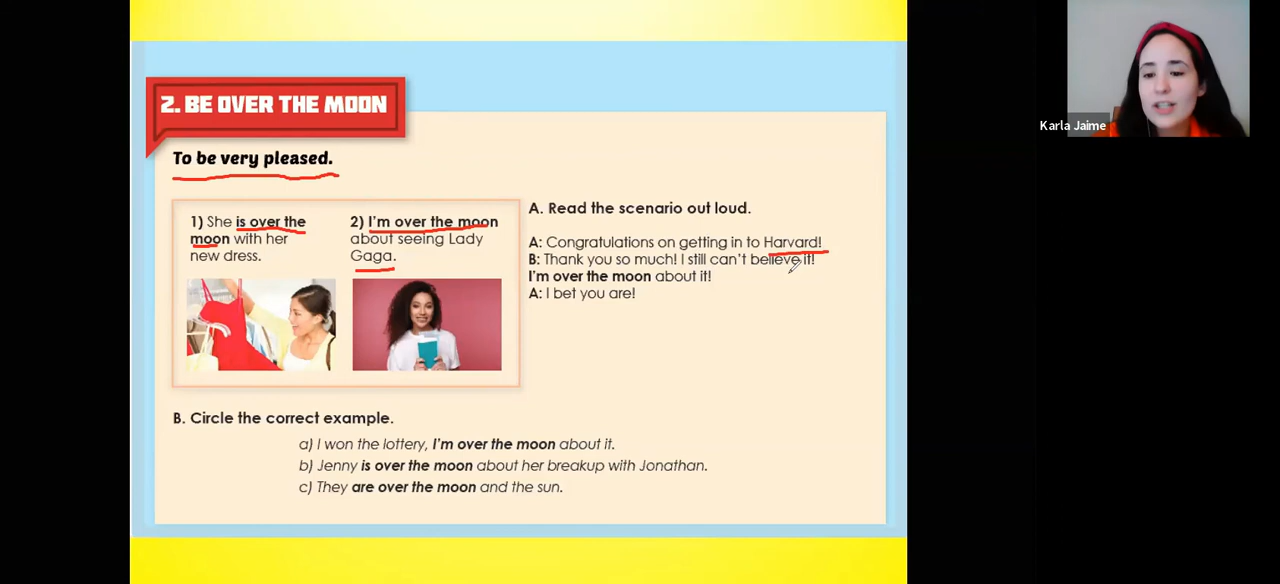 2. BE OVER THE MOON
To be very pleased.
1) She is over the
moon with her
new dress.
2) I'm over the moon
about seeing Lady
Gaga.
A. Read the scenario out loud.
A: Congratulations on getting in to Harvard!
B: Thank you so much! I still can't believe it!
I'm over the moon about it!
A: I bet you are!
B. Circle the correct example.
a) I won the lottery, I'm over the moon about it.
b) Jenny is over the moon about her breakup with Jonathan.
c) They are over the moon and the sun.
Karla Jaime